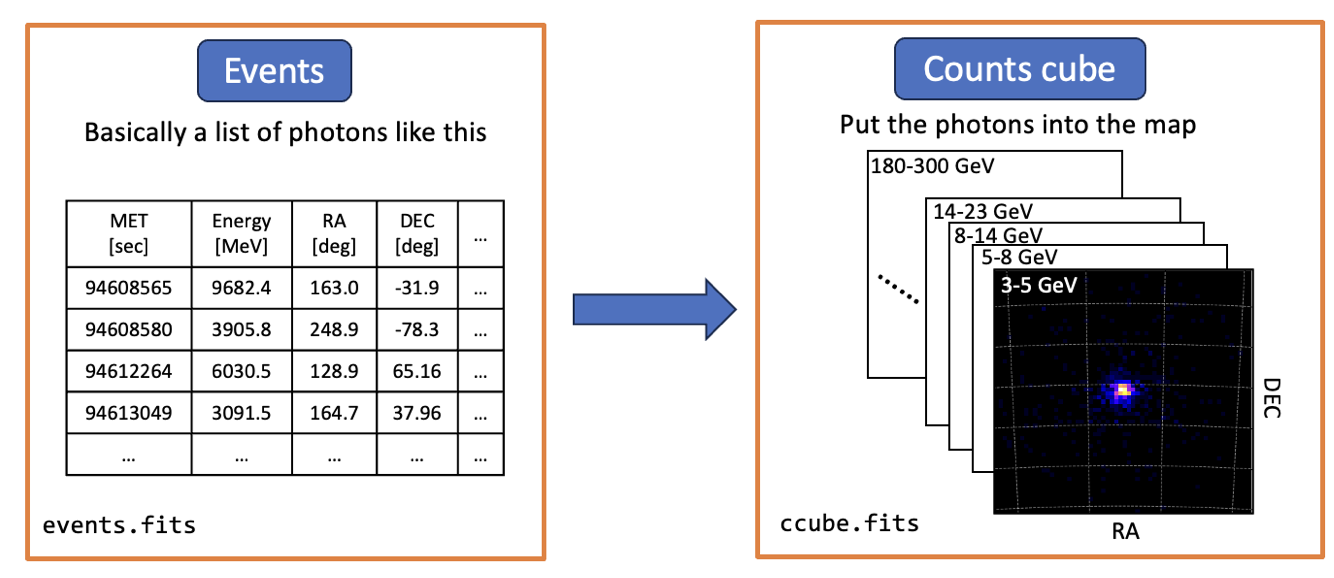 Events
Basically a list of photons like this
MET [sec] Energy [MeV] RA [deg] DEC [deg] ...
94608565 9682.4 163.0 -31.9 ...
94608580 3905.8 248.9 -78.3 ...
94612264 6030.5 128.9 65.16 ...
94613049 3091.5 164.7 37.96 ...
... ... ... ... ...
events.fits
Counts cube
Put the photons into the map
180-300 GeV
14-23 GeV
8-14 GeV
5-8 GeV
3-5 GeV
DEC
RA
ccube.fits